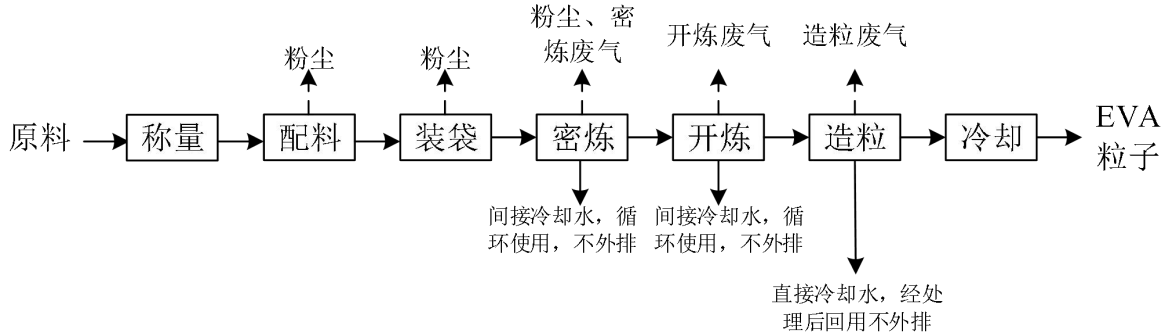 粉尘
粉尘
粉尘、密
炼废气
开炼废气
造粒废气
原料
称量
配料
装袋
密炼
开炼
造粒
冷却
EVA
粒子
间接冷却水，循
环使用，不外排
间接冷却水，循
环使用，不外排
直接冷却水，经处
理后回用不外排